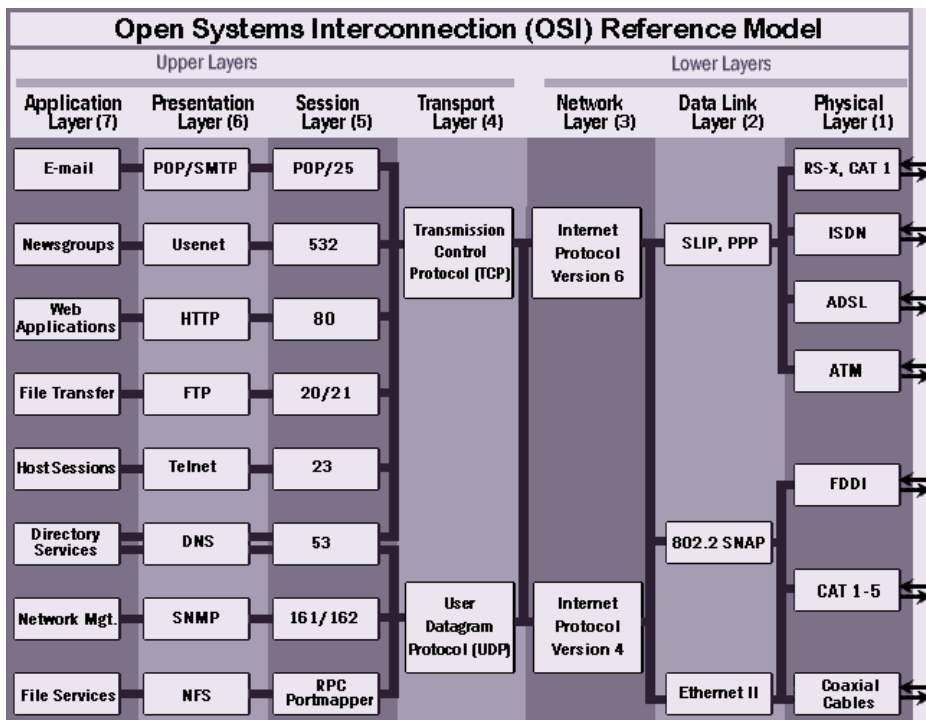 Open Systems Interconnection (OSI) Reference Model
Upper Layers
Lower Layers
Application
Layer (7)
Presentation
Layer (6)
Session
Layer (5)
Transport
Layer (4)
Network
Layer (3)
Data Link
Layer (2)
Physical
Layer (1)
E-mail
POP/SMTP
POP/25
Newsgroups
Usenet
532
Web
Applications
HTTP
80
File Transfer
FTP
20/21
Host Sessions
Telnet
23
Directory
Services
DNS
53
Network Mgt.
SNMP
161/162
File Services
NFS
RPC
Portmapper
Transmission
Control
Protocol (TCP)
User
Datagram
Protocol (UDP)
Internet
Protocol
Version 6
Internet
Protocol
Version 4
SLIP, PPP
802.2 SNAP
Ethernet II
RS-X, CAT 1
ISDN
ADSL
ATM
FDDI
CAT 1-5
Coaxial
Cables